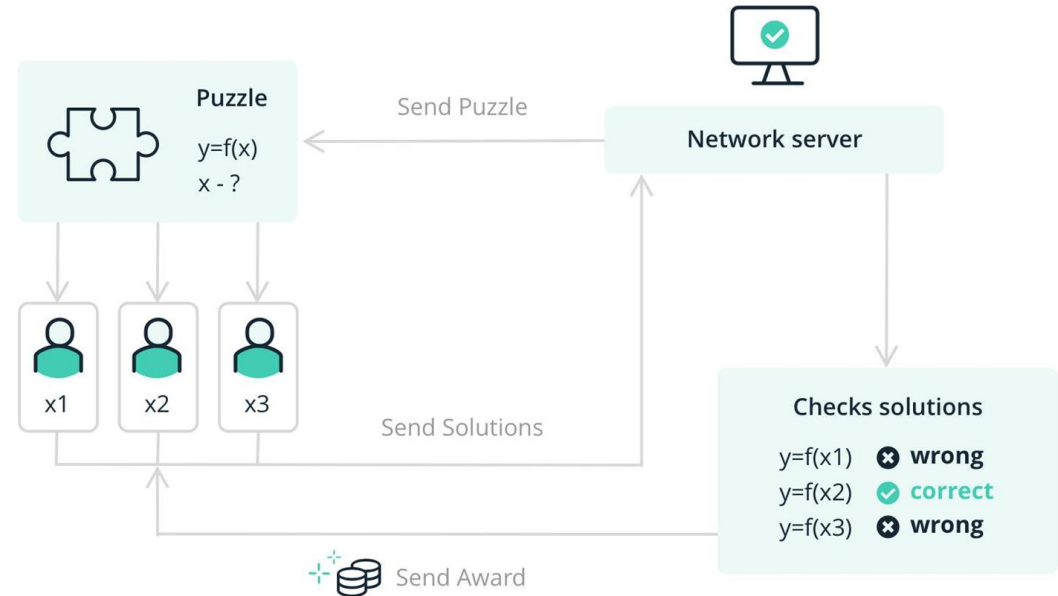 Puzzle
y=f(x)
x - ?
Send Puzzle
Network server
x1
x2
x3
Send Solutions
Checks solutions
y=f(x1) wrong
y=f(x2) correct
y=f(x3) wrong
Send Award